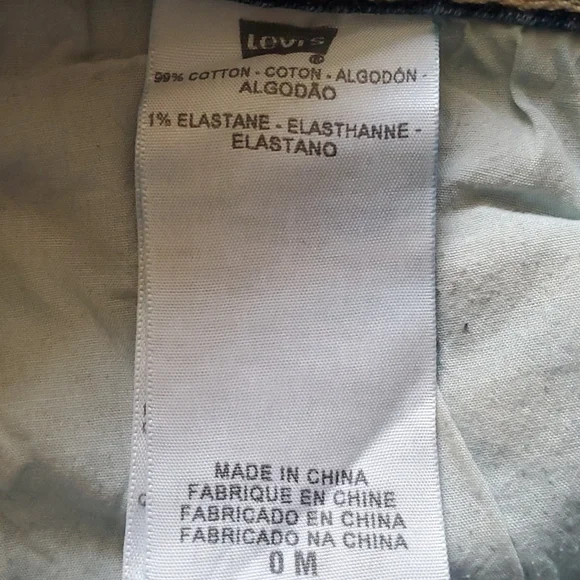 Levi's
®
99% COTTON - COTON - ALGODÓN -
ALGODÃO
1% ELASTANE - ELASTHANNE -
ELASTANO
MADE IN CHINA
FABRIQUE EN CHINE
FABRICADO EN CHINA
FABRICADO NA CHINA
0 M